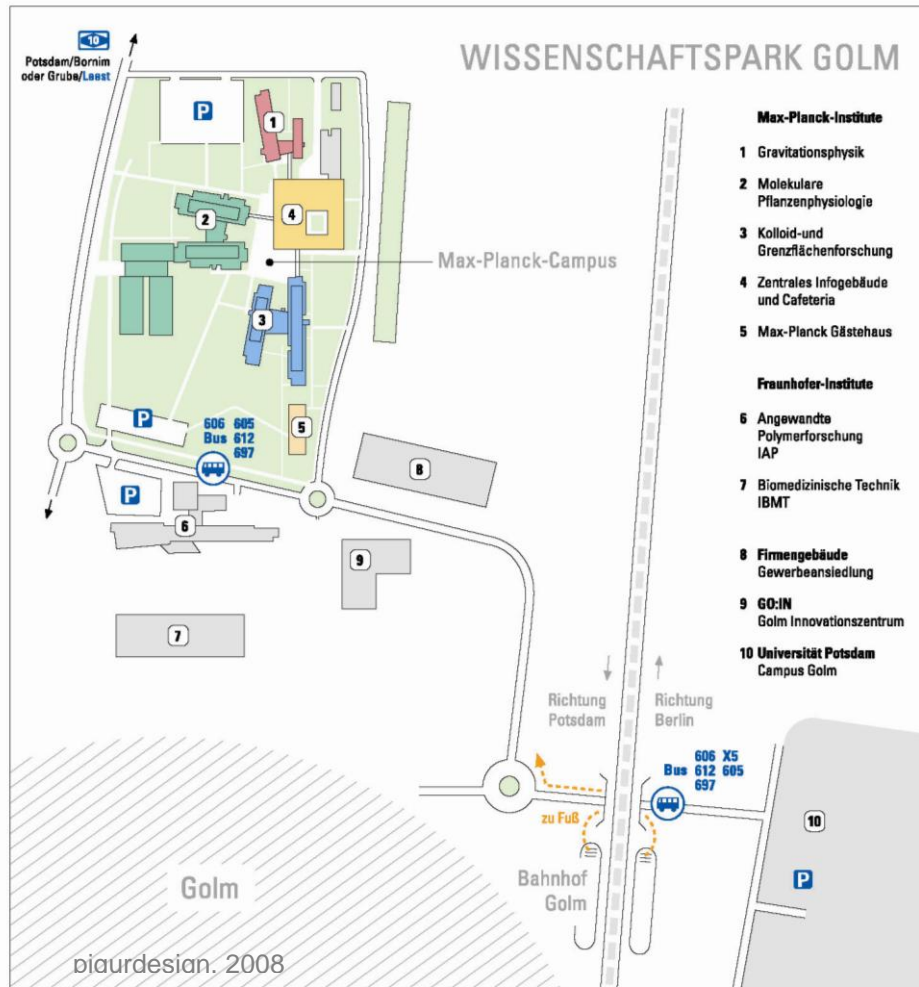 WISSENSCHAFTSPARK GOLM
10
Potsdam/Bornim
oder Grube/Leest
P
1
2
4
Max-Planck-Campus
3
5
P
606 605
Bus 612
697
P
6
8
9
7
Max-Planck-Institute
1 Gravitationsphysik
2 Molekulare
Pflanzenphysiologie
3 Kolloid-und
Grenzflächenforschung
4 Zentrales Infogebäude
und Cafeteria
5 Max-Planck Gästehaus
Fraunhofer-Institute
6 Angewandte
Polymerforschung
IAP
7 Biomedizinische Technik
IBMT
8 Firmengebäude
Gewerbeansiedlung
9 GO:IN
Golm Innovationszentrum
10 Universität Potsdam
Campus Golm
Richtung
Potsdam
Richtung
Berlin
606 X5
Bus 612 605
697
zu Fuß
10
P
Bahnhof
Golm
Golm
2008